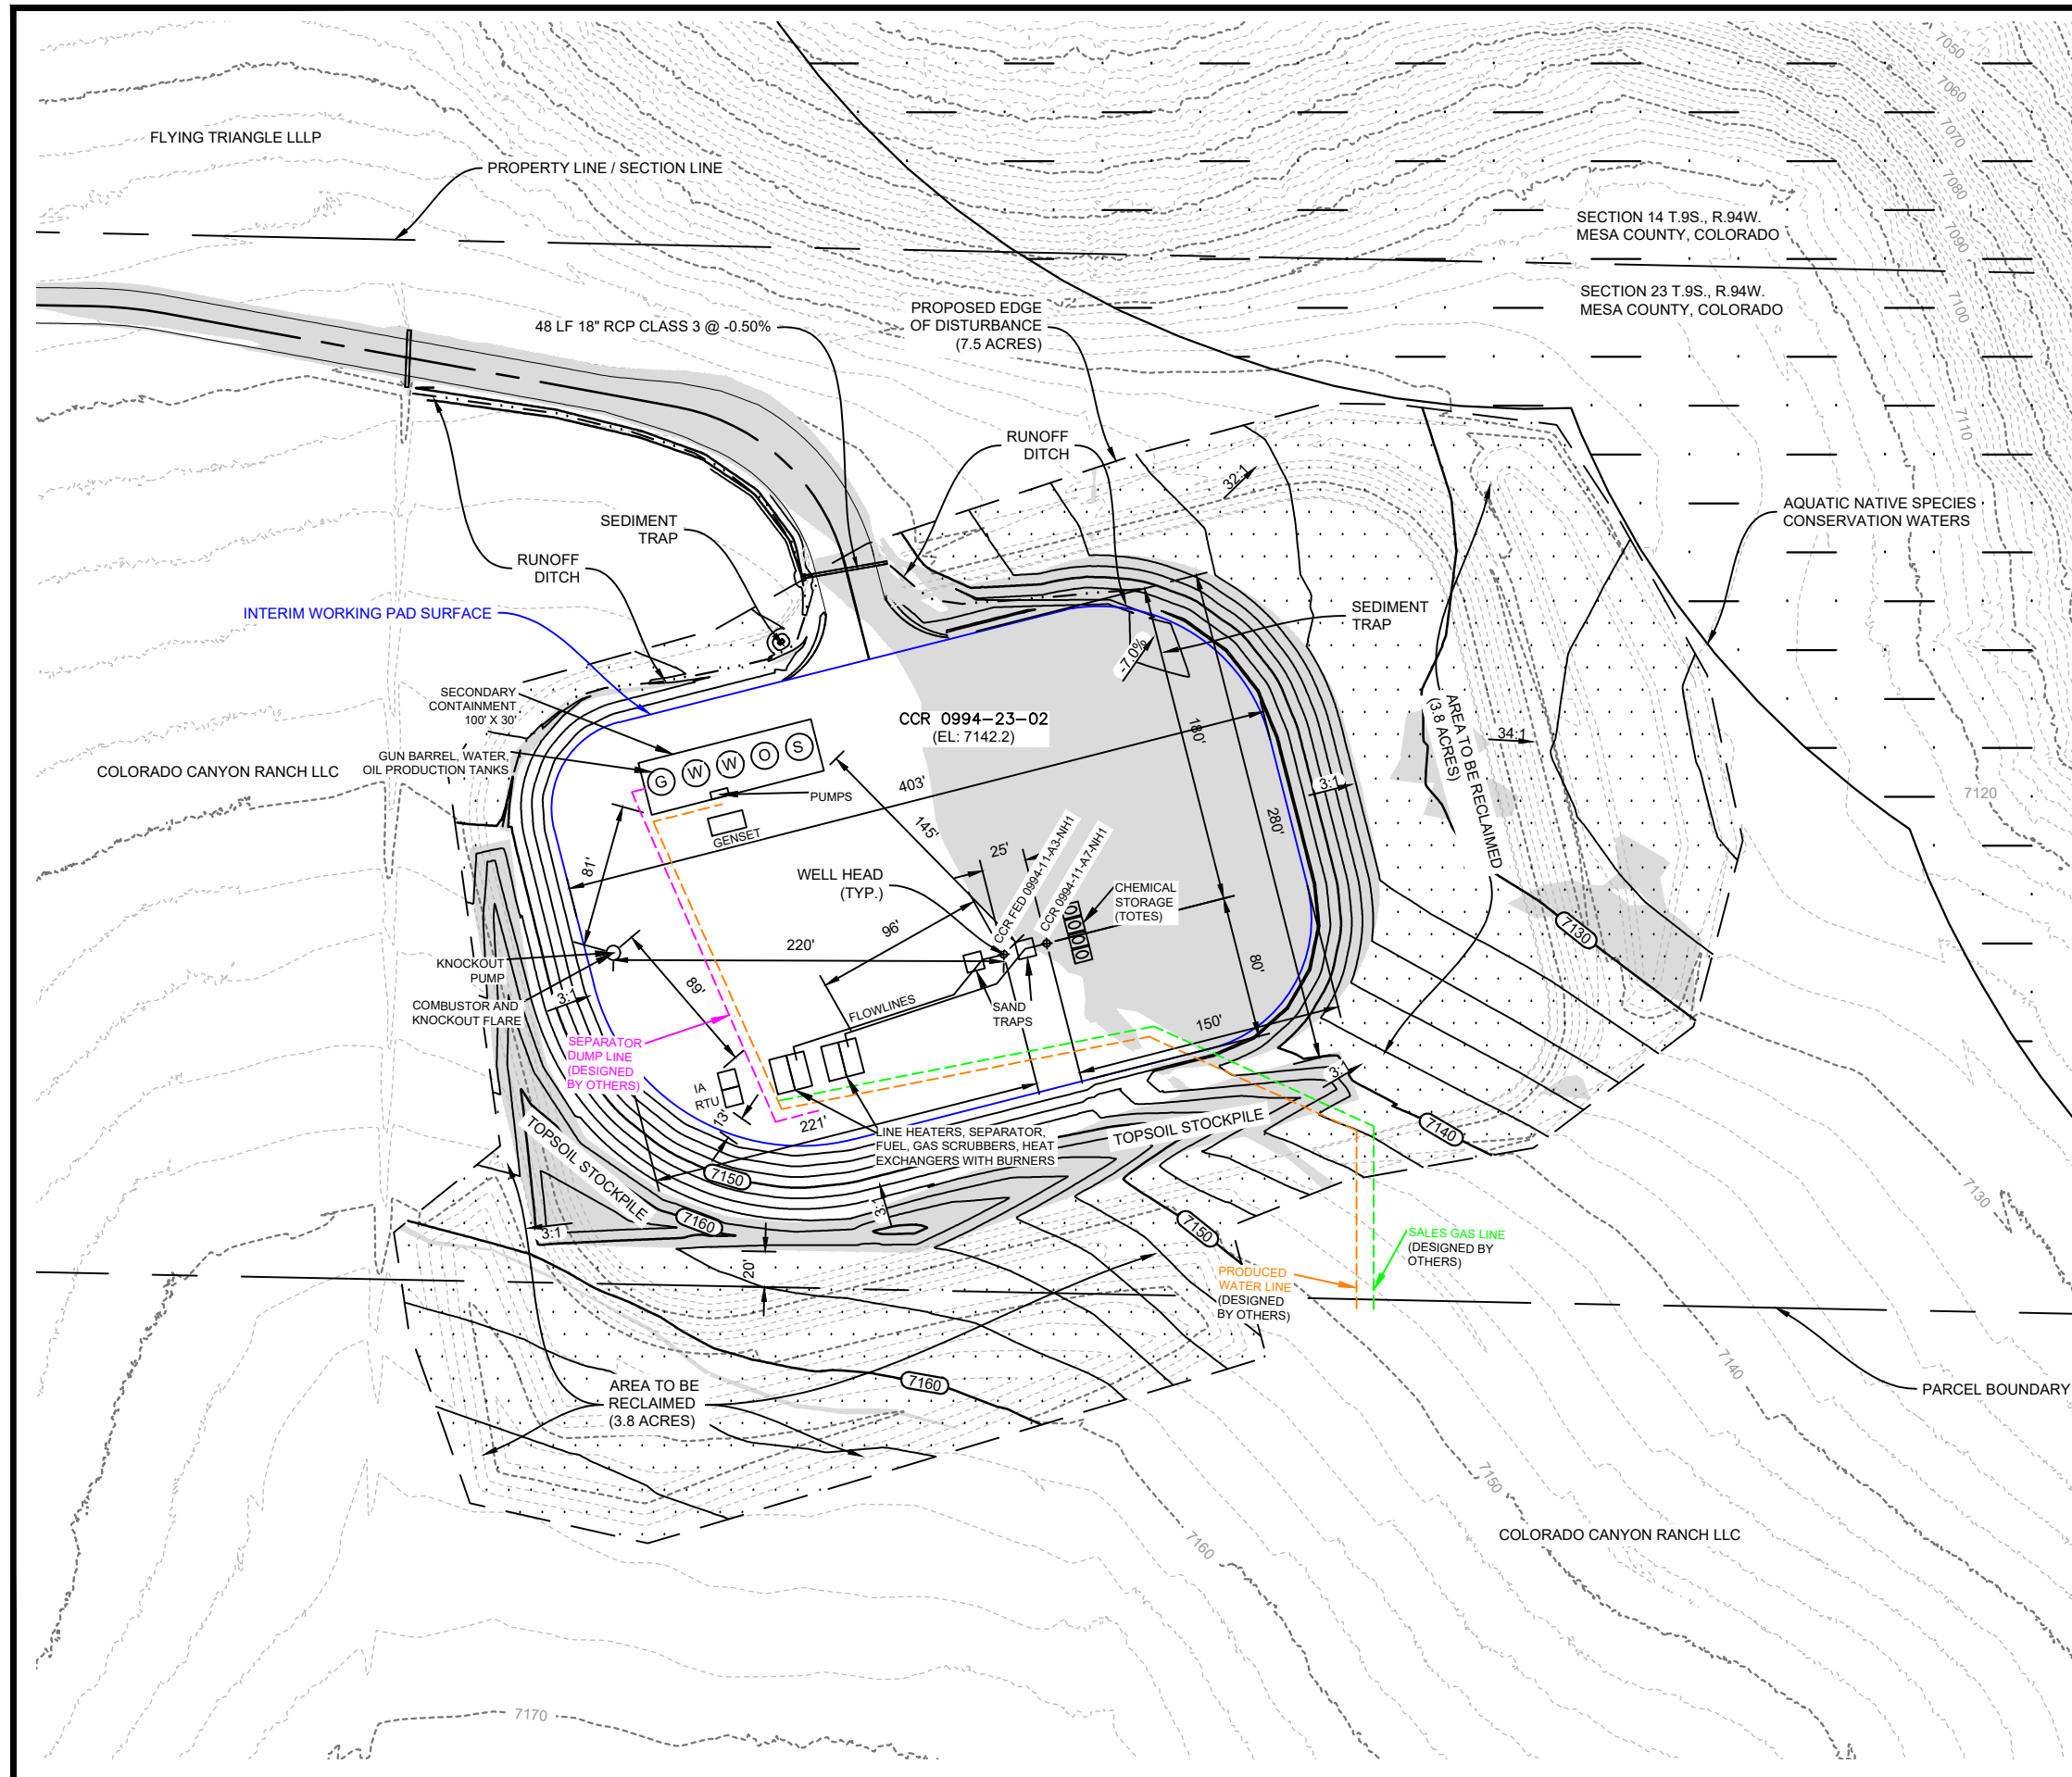 7050
7060
7070
7080
7090
7100
7110
FLYING TRIANGLE LLLP
PROPERTY LINE / SECTION LINE
SECTION 14 T.9S., R.94W.
MESA COUNTY, COLORADO
SECTION 23 T.9S., R.94W.
MESA COUNTY, COLORADO
PROPOSED EDGE
OF DISTURBANCE
(7.5 ACRES)
48 LF 18" RCP CLASS 3 @ -0.50%
RUNOFF
DITCH
32:1
AQUATIC NATIVE SPECIES
CONSERVATION WATERS
SEDIMENT
TRAP
RUNOFF
DITCH
INTERIM WORKING PAD SURFACE
SEDIMENT
TRAP
-7.0%
SECONDARY
CONTAINMENT
100' X 30'
GUN BARREL, WATER,
OIL PRODUCTION TANKS
G W W O S
CCR 0994-23-02
(EL: 7142.2)
180'
AREA TO BE RECLAIMED
(3.8 ACRES)
34:1
COLORADO CANYON RANCH LLC
PUMPS
403'
3:1
7120
GENSET
145'
280'
81'
25'
WELL HEAD
(TYP.)
CCR FED 0994-11-A3-NH1
CCR 0994-11-A7-NH1
CHEMICAL
STORAGE
(TOTES)
96'
220'
7130
KNOCKOUT
PUMP
80'
89'
COMBUSTOR AND
KNOCKOUT FLARE
3:1
FLOWLINES
SAND
TRAPS
150'
SEPARATOR
DUMP LINE
(DESIGNED
BY OTHERS)
IA
RTU
13'
221'
3:1
LINE HEATERS, SEPARATOR,
FUEL, GAS SCRUBBERS, HEAT
EXCHANGERS WITH BURNERS
TOPSOIL STOCKPILE
7140
TOPSOIL STOCKPILE
7150
7130
3:1
7160
3:1
7150
SALES GAS LINE
(DESIGNED BY
OTHERS)
20'
PRODUCED
WATER LINE
(DESIGNED
BY OTHERS)
7140
AREA TO BE
RECLAIMED
(3.8 ACRES)
7160
PARCEL BOUNDARY
7150
7160
COLORADO CANYON RANCH LLC
7170